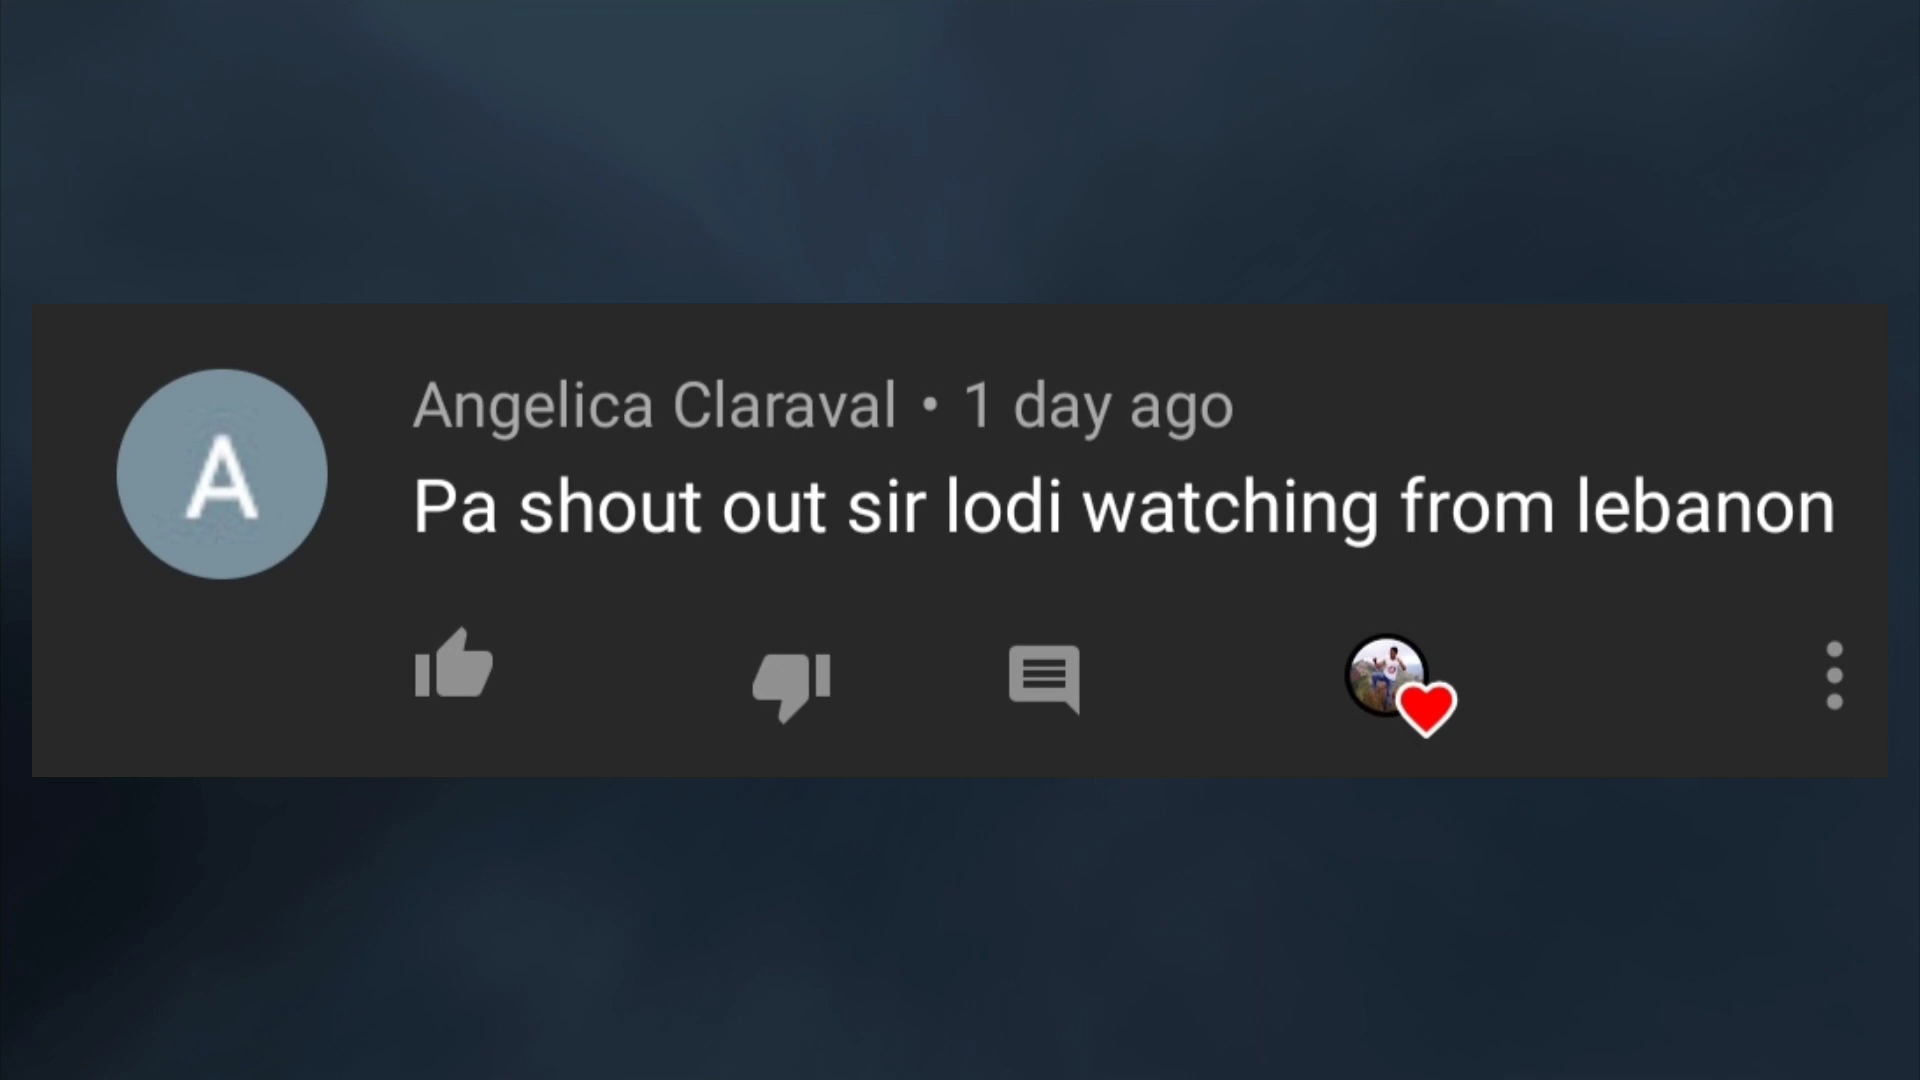 A
Angelica Claraval • 1 day ago
Pa shout out sir lodi watching from lebanon